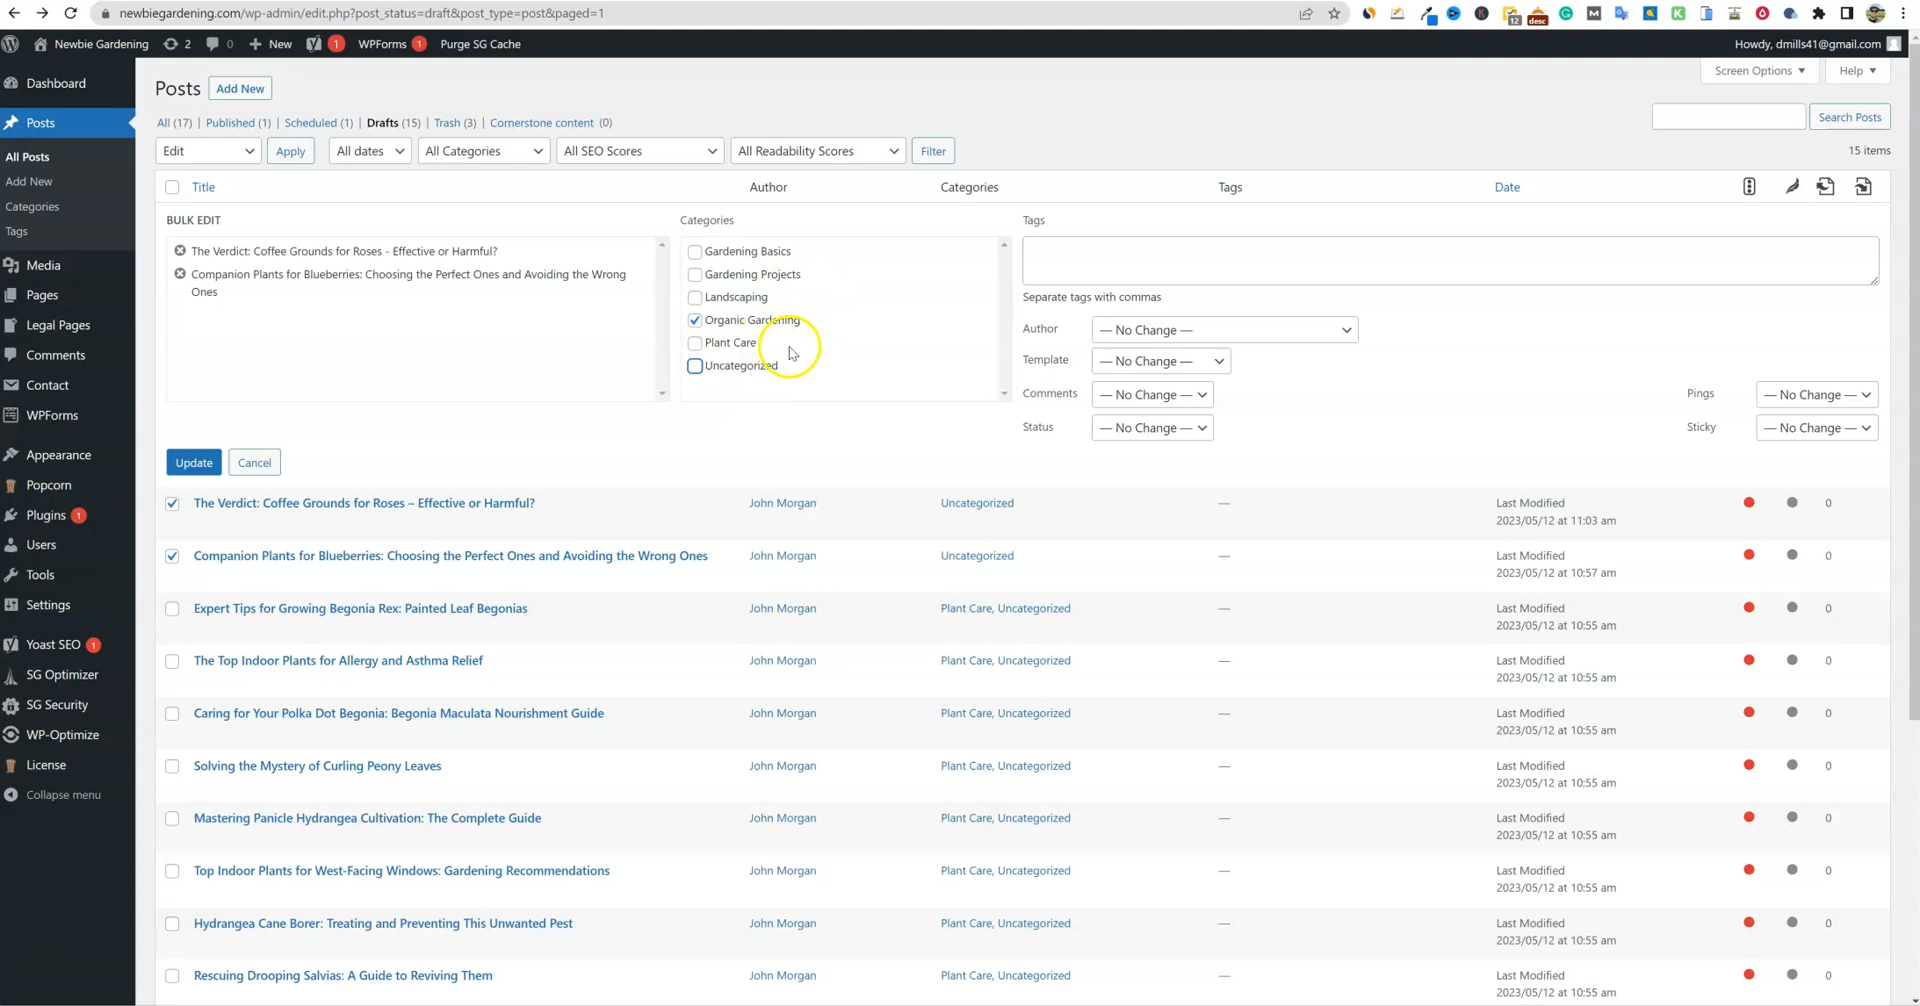 newbiegardening.com/wp-admin/edit.php?post_status=draft&post_type=post&paged=1
12
desc
Newbie Gardening 2 0 New 1 WPForms 1 Purge SG Cache Howdy, dmills41@gmail.com
Screen Options Help
Dashboard
Posts
All Posts
Add New
Categories
Tags
Media
Pages
Legal Pages
Comments
Contact
WPForms
Appearance
Popcorn
Plugins 1
Users
Tools
Settings
Yoast SEO 1
SG Optimizer
SG Security
WP-Optimize
License
Collapse menu
Posts Add New
All (17) | Published (1) | Scheduled (1) | Drafts (15) | Trash (3) | Cornerstone content (0)
Search Posts
Edit Apply All dates All Categories All SEO Scores All Readability Scores Filter 15 items
Title Author Categories Tags Date
BULK EDIT
The Verdict: Coffee Grounds for Roses - Effective or Harmful?
Companion Plants for Blueberries: Choosing the Perfect Ones and Avoiding the Wrong
Ones
Categories
Gardening Basics
Gardening Projects
Landscaping
Organic Gardening
Plant Care
Uncategorized
Tags
Separate tags with commas
Author — No Change —
Template — No Change —
Comments — No Change — Pings — No Change —
Status — No Change — Sticky — No Change —
Update Cancel
The Verdict: Coffee Grounds for Roses – Effective or Harmful? John Morgan Uncategorized — Last Modified 0
2023/05/12 at 11:03 am
Companion Plants for Blueberries: Choosing the Perfect Ones and Avoiding the Wrong Ones John Morgan Uncategorized — Last Modified 0
2023/05/12 at 10:57 am
Expert Tips for Growing Begonia Rex: Painted Leaf Begonias John Morgan Plant Care, Uncategorized — Last Modified 0
2023/05/12 at 10:55 am
The Top Indoor Plants for Allergy and Asthma Relief John Morgan Plant Care, Uncategorized — Last Modified 0
2023/05/12 at 10:55 am
Caring for Your Polka Dot Begonia: Begonia Maculata Nourishment Guide John Morgan Plant Care, Uncategorized — Last Modified 0
2023/05/12 at 10:55 am
Solving the Mystery of Curling Peony Leaves John Morgan Plant Care, Uncategorized — Last Modified 0
2023/05/12 at 10:55 am
Mastering Panicle Hydrangea Cultivation: The Complete Guide John Morgan Plant Care, Uncategorized — Last Modified 0
2023/05/12 at 10:55 am
Top Indoor Plants for West-Facing Windows: Gardening Recommendations John Morgan Plant Care, Uncategorized — Last Modified 0
2023/05/12 at 10:55 am
Hydrangea Cane Borer: Treating and Preventing This Unwanted Pest John Morgan Plant Care, Uncategorized — Last Modified 0
2023/05/12 at 10:55 am
Rescuing Drooping Salvias: A Guide to Reviving Them John Morgan Plant Care, Uncategorized — Last Modified 0
2023/05/12 at 10:55 am